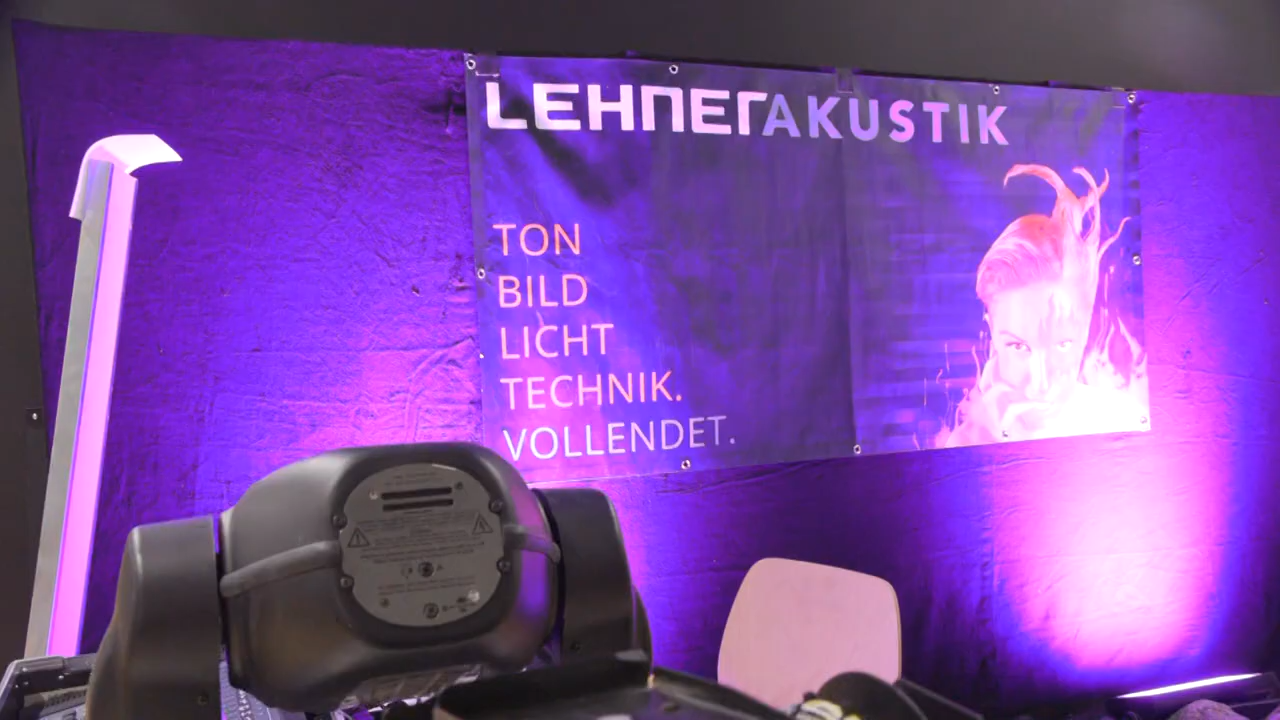 LEHNERAKUSTIK
TON
BILD
LICHT
TECHNIK.
VOLLENDET.